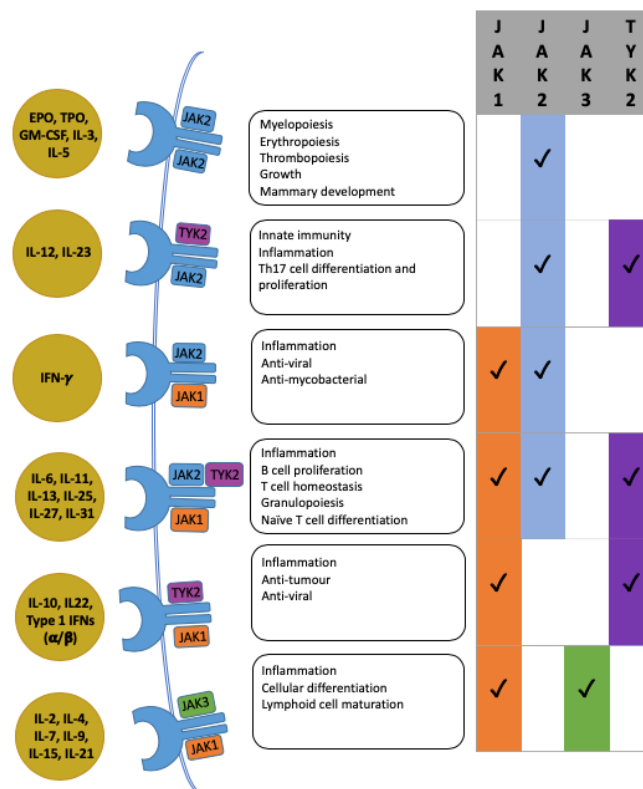 JAK1
JAK2
JAK3
TYK2
EPO, TPO,
GM-CSF, IL-3,
IL-5
JAK2
JAK2
Myelopoiesis
Erythropoiesis
Thrombopoiesis
Growth
Mammary development
✓
IL-12, IL-23
TYK2
JAK2
Innate immunity
Inflammation
Th17 cell differentiation and
proliferation
✓
✓
IFN-γ
JAK2
JAK1
Inflammation
Anti-viral
Anti-mycobacterial
✓
✓
IL-6, IL-11,
IL-13, IL-25,
IL-27, IL-31
JAK2
TYK2
JAK1
Inflammation
B cell proliferation
T cell homeostasis
Granulopoiesis
Naïve T cell differentiation
✓
✓
✓
IL-10, IL22,
Type 1 IFNs
(α/β)
TYK2
JAK1
Inflammation
Anti-tumour
Anti-viral
✓
✓
IL-2, IL-4,
IL-7, IL-9,
IL-15, IL-21
JAK3
JAK1
Inflammation
Cellular differentiation
Lymphoid cell maturation
✓
✓